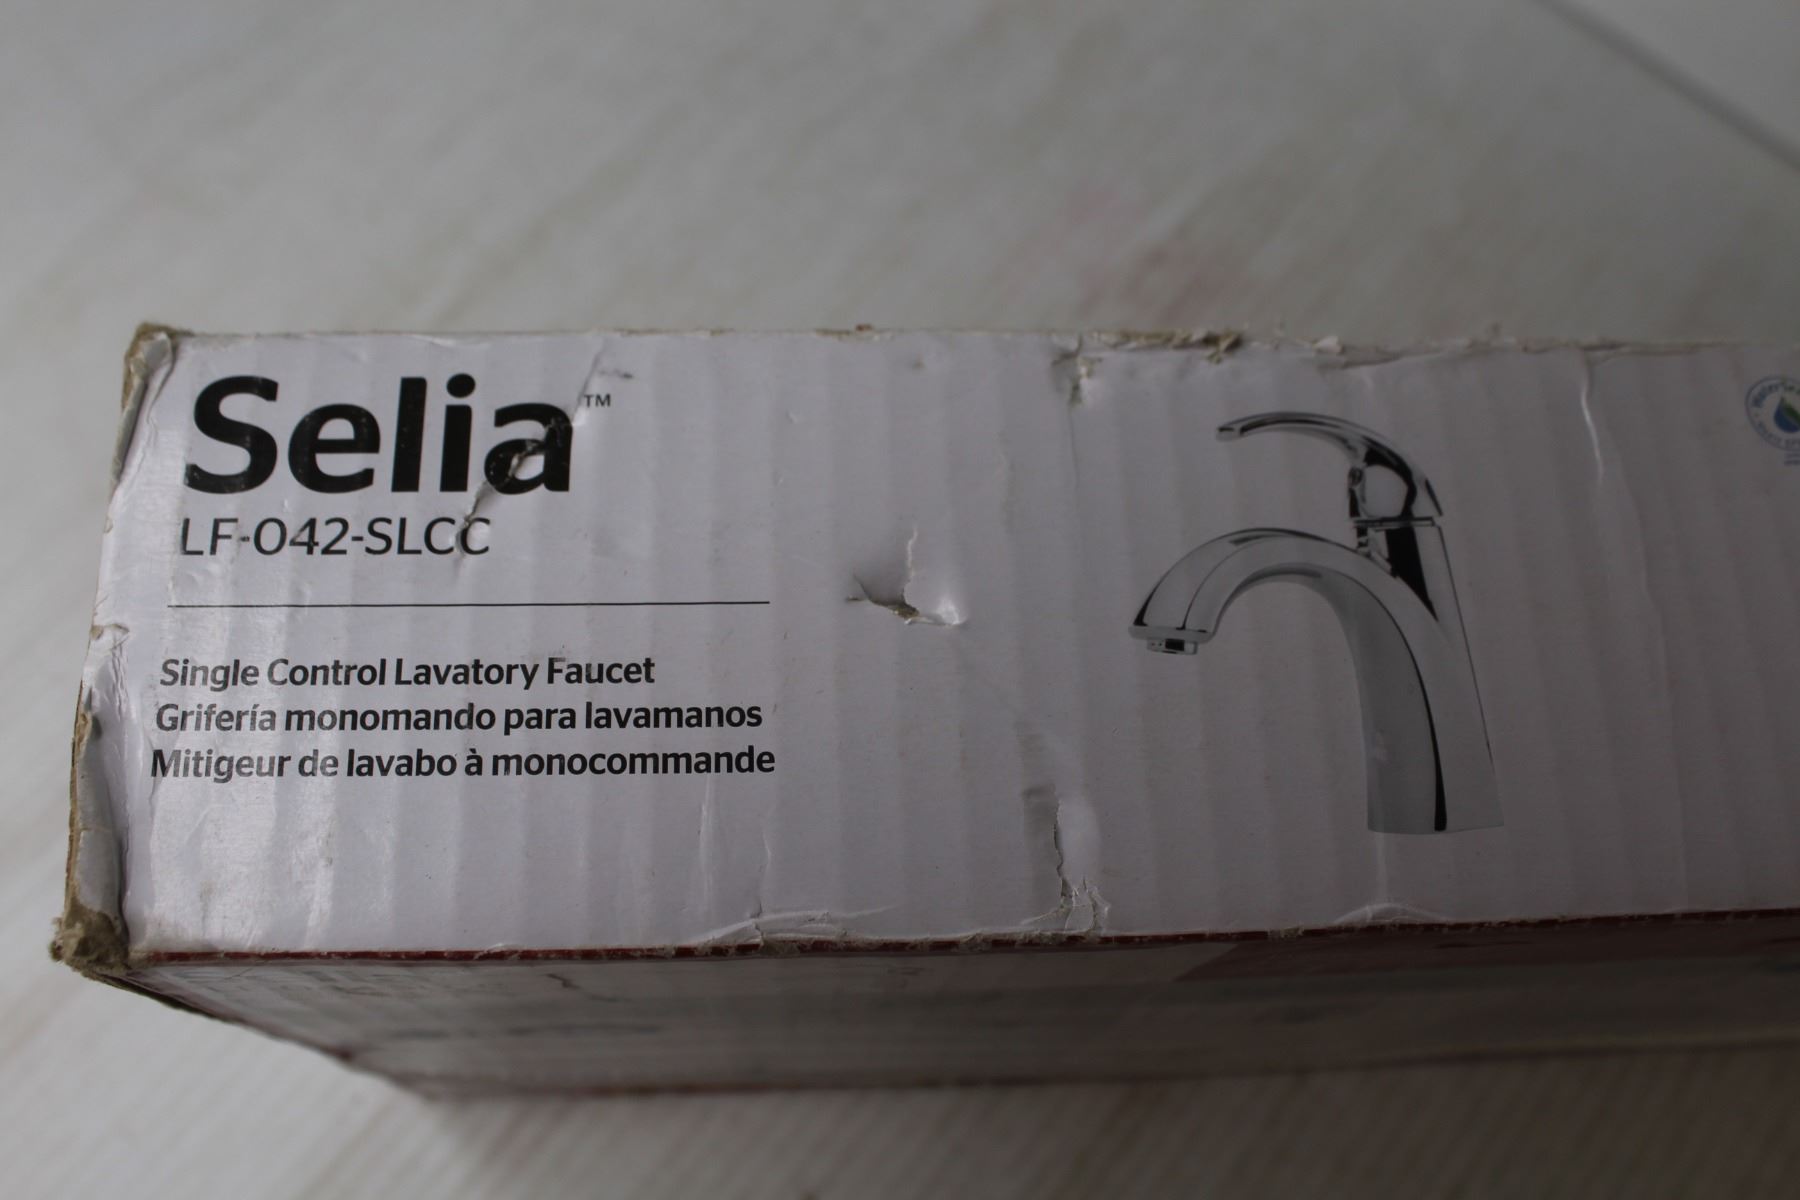 Selia™
LF-042-SLCC
Single Control Lavatory Faucet
Grifería monomando para lavamanos
Mitigeur de lavabo à monocommande